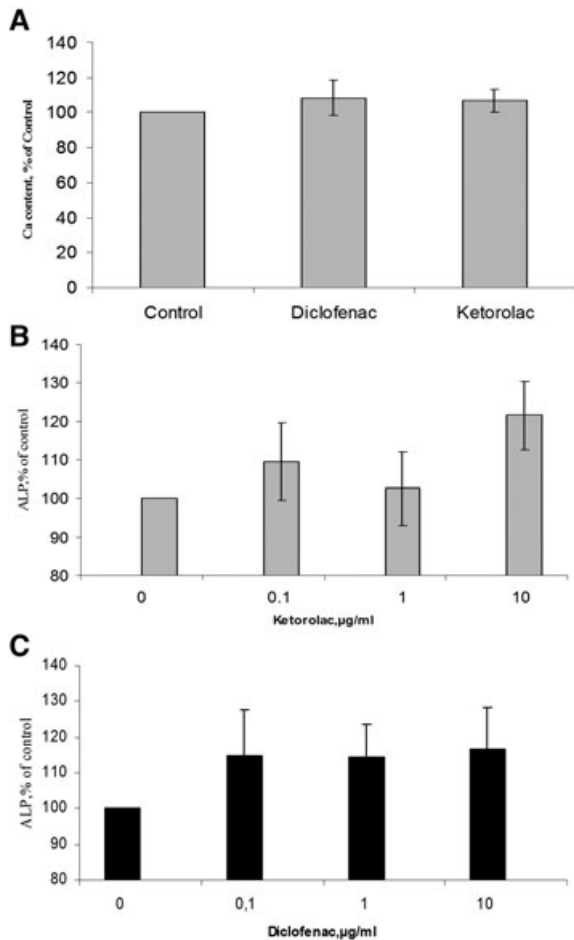 A
140
120
100
80
60
40
20
0
Ca content, % of Control
Control Diclofenac Ketorolac
B
140
130
120
110
100
90
80
ALP,% of control
0 0.1 1 10
Ketorolac,µg/ml
C
140
130
120
110
100
90
80
ALP,% of control
0 0,1 1 10
Diclofenac,µg/ml